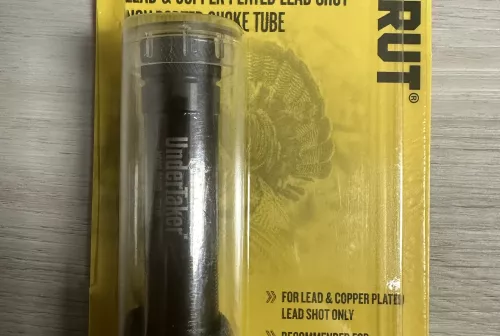 LEAD & COPPER PLATED LEAD SHOT
NON PORTED CHOKE TUBE
RUT®
UnderTaker
FOR LEAD & COPPER PLATED
LEAD SHOT ONLY
RECOMMENDED FOR